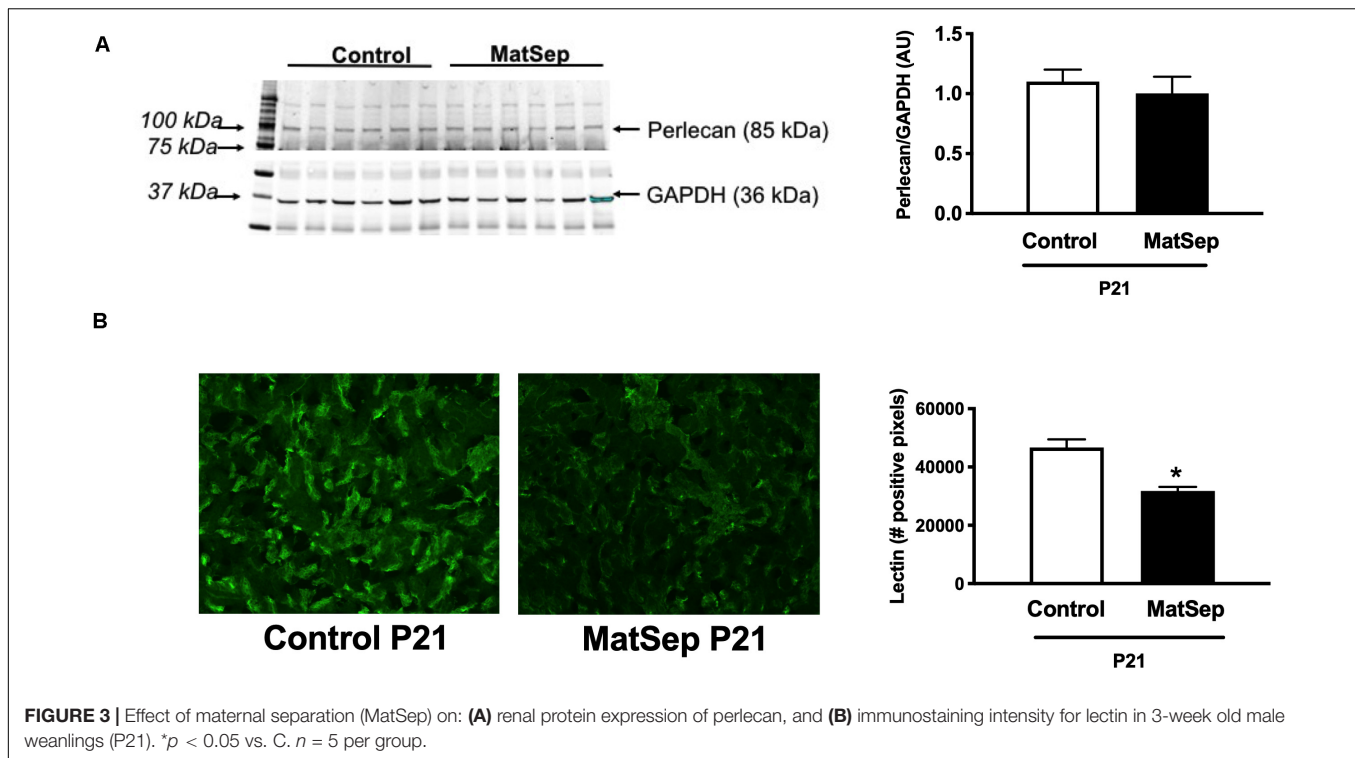 A
Control MatSep
100 kDa
75 kDa
37 kDa
Perlecan (85 kDa)
GAPDH (36 kDa)
Perlecan/GAPDH (AU)
1.5
1.0
0.5
0.0
Control MatSep
P21
B
Control P21 MatSep P21
Lectin (# positive pixels)
60000
40000
20000
0
*
Control MatSep
P21
FIGURE 3 | Effect of maternal separation (MatSep) on: (A) renal protein expression of perlecan, and (B) immunostaining intensity for lectin in 3-week old male
weanlings (P21). *p < 0.05 vs. C. n = 5 per group.